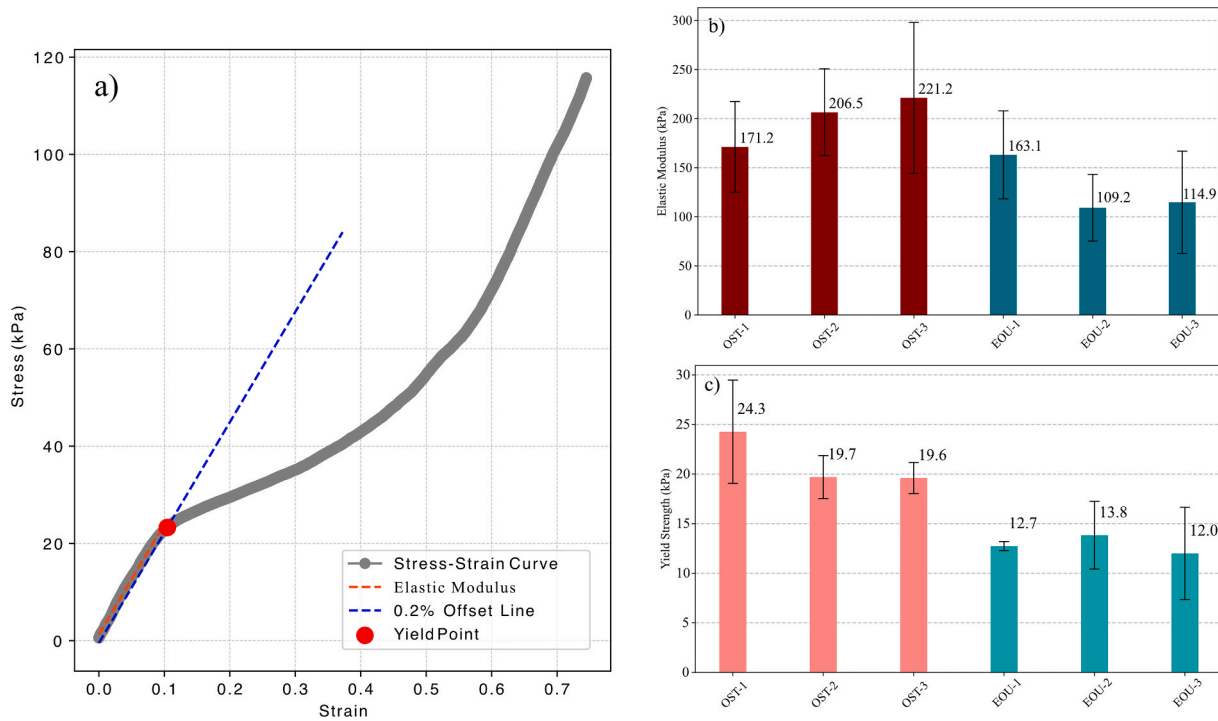 a)
Stress (kPa)
120
100
80
60
40
20
0
0.0 0.1 0.2 0.3 0.4 0.5 0.6 0.7
Strain
Stress-Strain Curve
Elastic Modulus
0.2% Offset Line
Yield Point
b)
Elastic Modulus (kPa)
300
250
200
150
100
50
0
171.2
206.5
221.2
163.1
109.2
114.9
OST-1 OST-2 OST-3 EOU-1 EOU-2 EOU-3
c)
Yield Strength (kPa)
30
25
20
15
10
5
0
24.3
19.7
19.6
12.7
13.8
12.0
OST-1 OST-2 OST-3 EOU-1 EOU-2 EOU-3